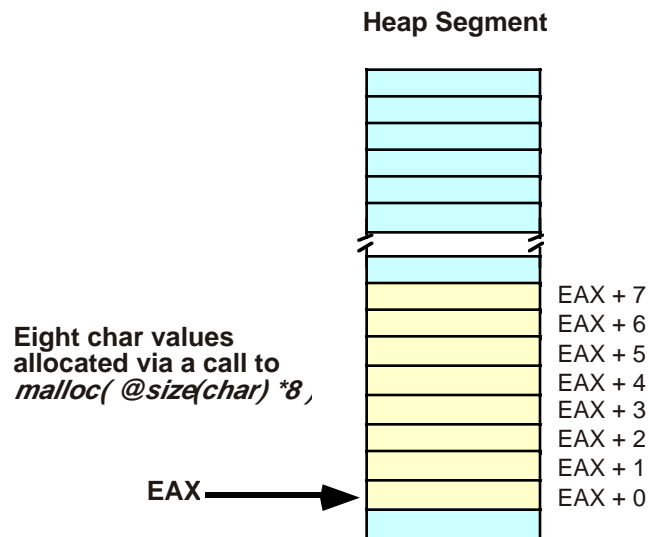 Heap Segment
EAX + 7
EAX + 6
Eight char values
allocated via a call to
malloc( @size(char) *8 )
EAX + 5
EAX + 4
EAX + 3
EAX + 2
EAX + 1
EAX
EAX + 0